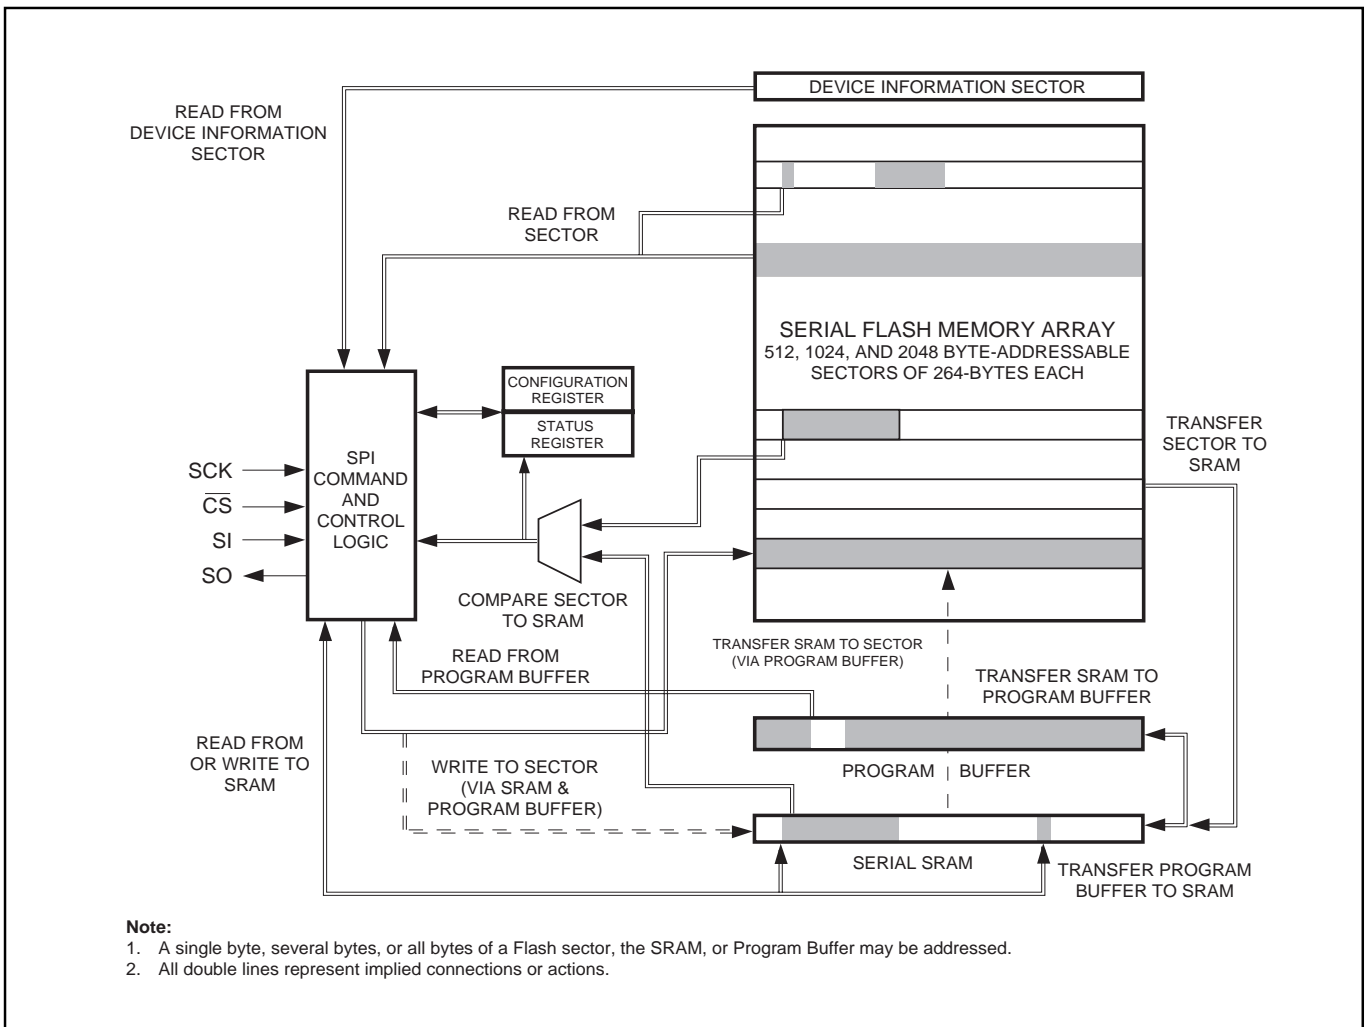 DEVICE INFORMATION SECTOR
READ FROM
DEVICE INFORMATION
SECTOR
READ FROM
SECTOR
SERIAL FLASH MEMORY ARRAY
512, 1024, AND 2048 BYTE-ADDRESSABLE
SECTORS OF 264-BYTES EACH
CONFIGURATION
REGISTER
STATUS
REGISTER
TRANSFER
SECTOR TO
SRAM
SPI
COMMAND
AND
CONTROL
LOGIC
SCK
CS
SI
SO
COMPARE SECTOR
TO SRAM
TRANSFER SRAM TO SECTOR
(VIA PROGRAM BUFFER)
READ FROM
PROGRAM BUFFER
TRANSFER SRAM TO
PROGRAM BUFFER
READ FROM
OR WRITE TO
SRAM
WRITE TO SECTOR
(VIA SRAM &
PROGRAM BUFFER)
PROGRAM BUFFER
SERIAL SRAM
TRANSFER PROGRAM
BUFFER TO SRAM
Note:
1. A single byte, several bytes, or all bytes of a Flash sector, the SRAM, or Program Buffer may be addressed.
2. All double lines represent implied connections or actions.